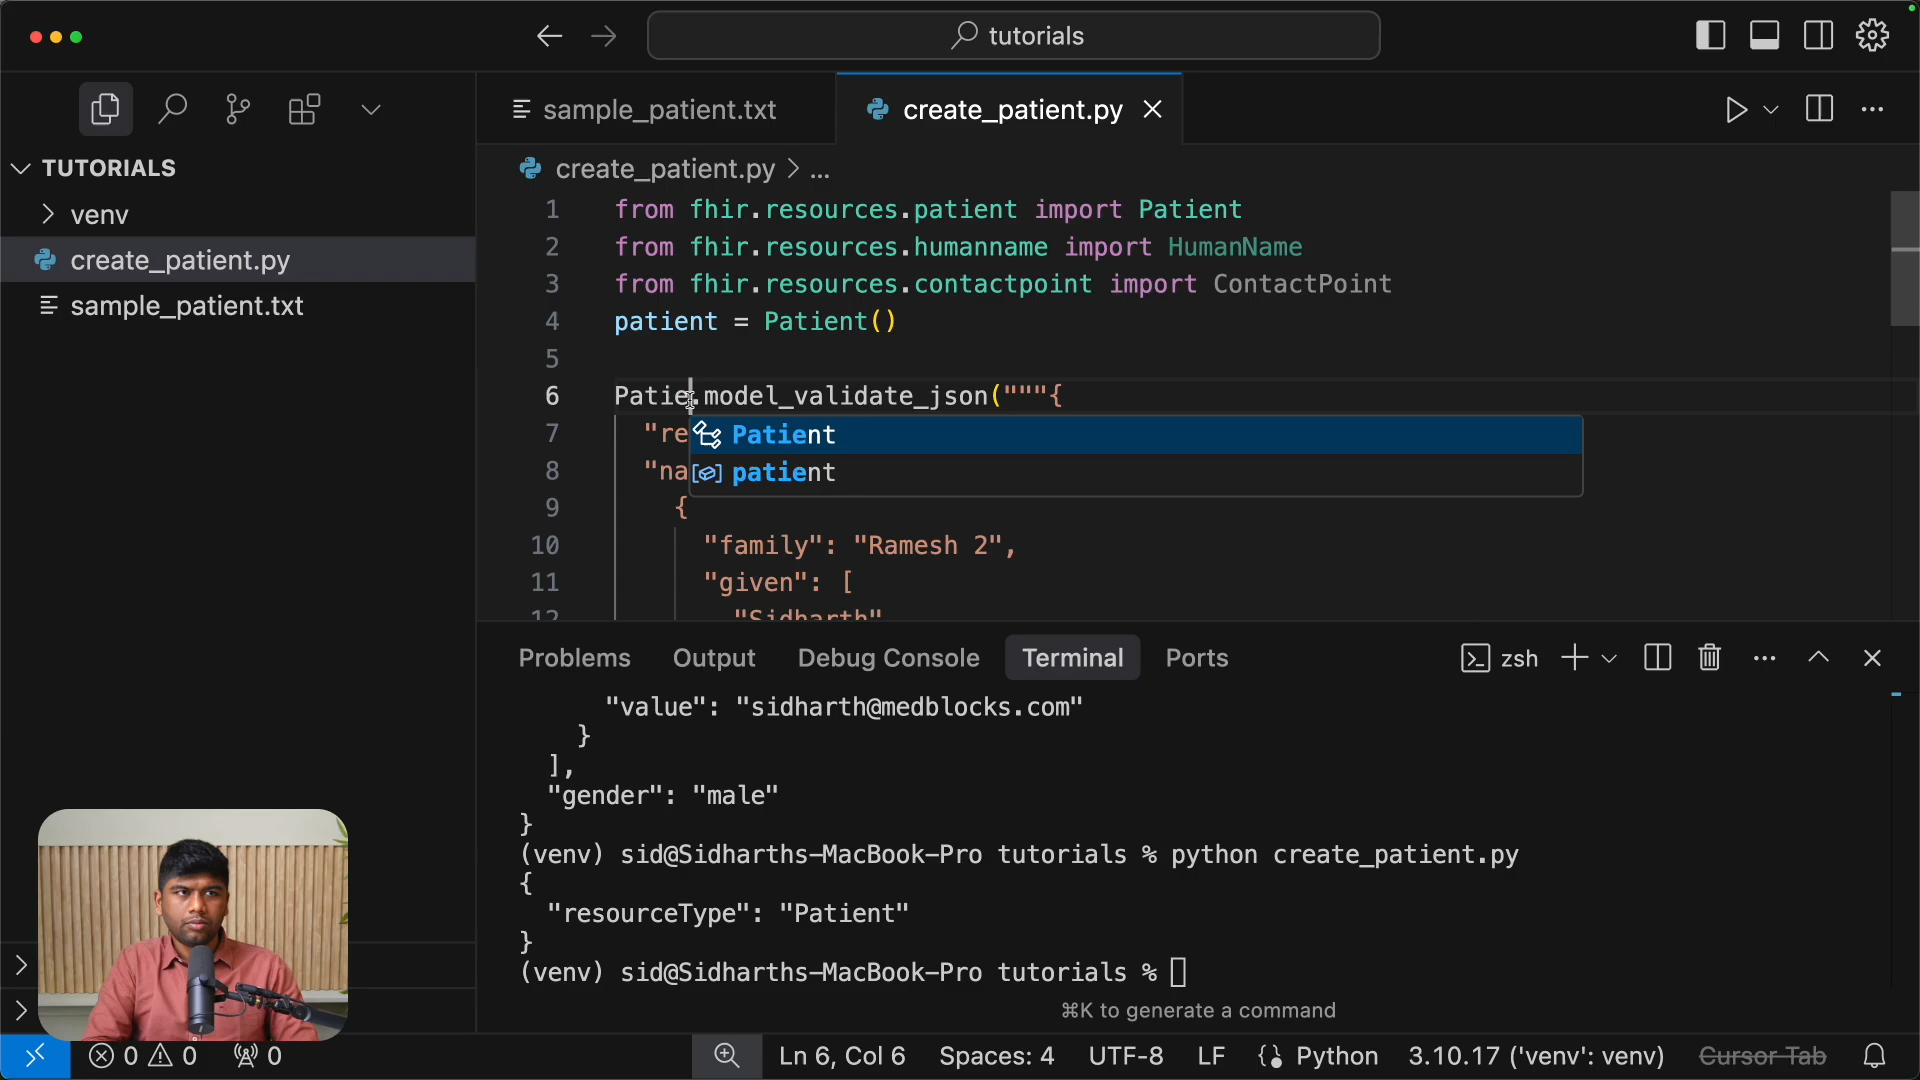 tutorials
sample_patient.txt
create_patient.py
TUTORIALS
venv
create_patient.py
sample_patient.txt
create_patient.py > ...
1 from fhir.resources.patient import Patient
2 from fhir.resources.humanname import HumanName
3 from fhir.resources.contactpoint import ContactPoint
4 patient = Patient()
5
6 Patie.model_validate_json("""{
7 "re
Patient
8 "na
patient
9 {
10 "family": "Ramesh 2",
11 "given": [
12 "Sidharth"
Problems Output Debug Console Terminal Ports zsh
"value": "sidharth@medblocks.com"
}
],
"gender": "male"
}
(venv) sid@Sidharths-MacBook-Pro tutorials % python create_patient.py
{
"resourceType": "Patient"
}
(venv) sid@Sidharths-MacBook-Pro tutorials %
⌘K to generate a command
0 0 0 Ln 6, Col 6 Spaces: 4 UTF-8 LF Python 3.10.17 ('venv': venv) Cursor Tab